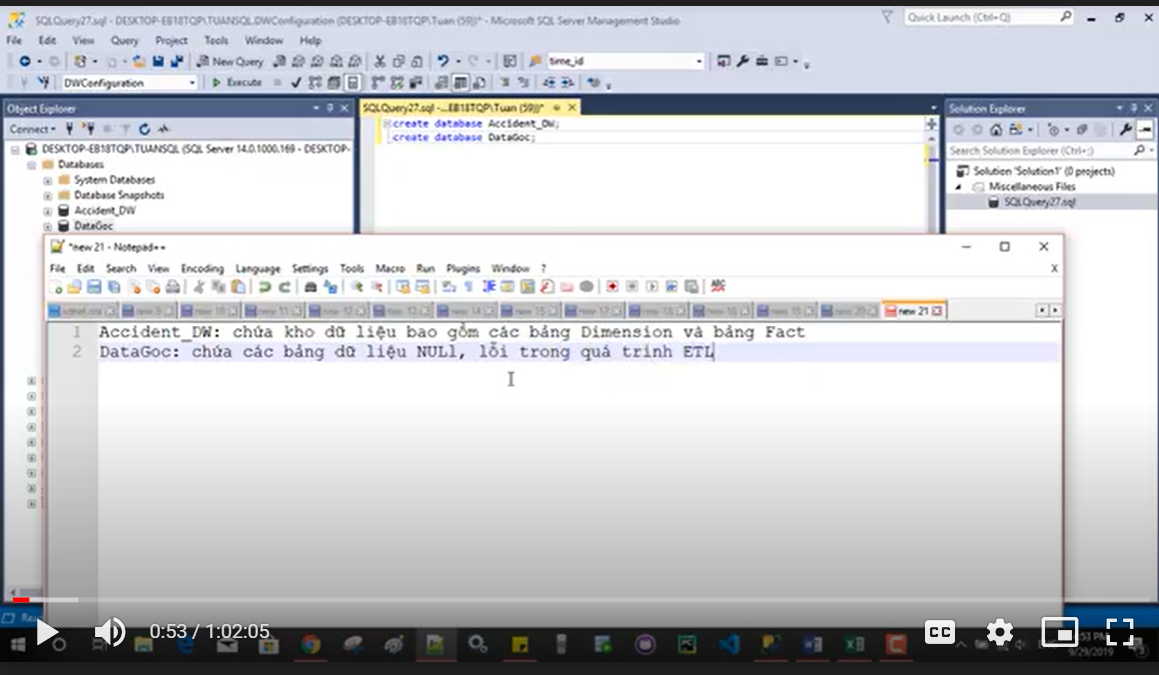 SQLQuery27.sql - DESKTOP-EB18TQP\TUANSQL.DWConfiguration (DESKTOP-EB18TQP\Tuan (59))* - Microsoft SQL Server Management Studio
Quick Launch (Ctrl+Q)
File Edit View Query Project Tools Window Help
New Query
time_id
DWConfiguration
Execute
Object Explorer
SQLQuery27.sql -...EB18TQP\Tuan (59))*
Solution Explorer
Connect
create database Accident_DW;
create database DataGoc;
DESKTOP-EB18TQP\TUANSQL (SQL Server 14.0.1000.169 - DESKTOP-
Databases
System Databases
Database Snapshots
Accident_DW
DataGoc
Search Solution Explorer (Ctrl+;)
Solution 'Solution1' (0 projects)
Miscellaneous Files
SQLQuery27.sql
*new 21 - Notepad++
File Edit Search View Encoding Language Settings Tools Macro Run Plugins Window ?
X
new 21
1 Accident_DW: chứa kho dữ liệu bao gồm các bảng Dimension và bảng Fact
2 DataGoc: chứa các bảng dữ liệu NULl, lỗi trong quá trình ETL
0:53 / 1:02:05
CC
9/29/2019